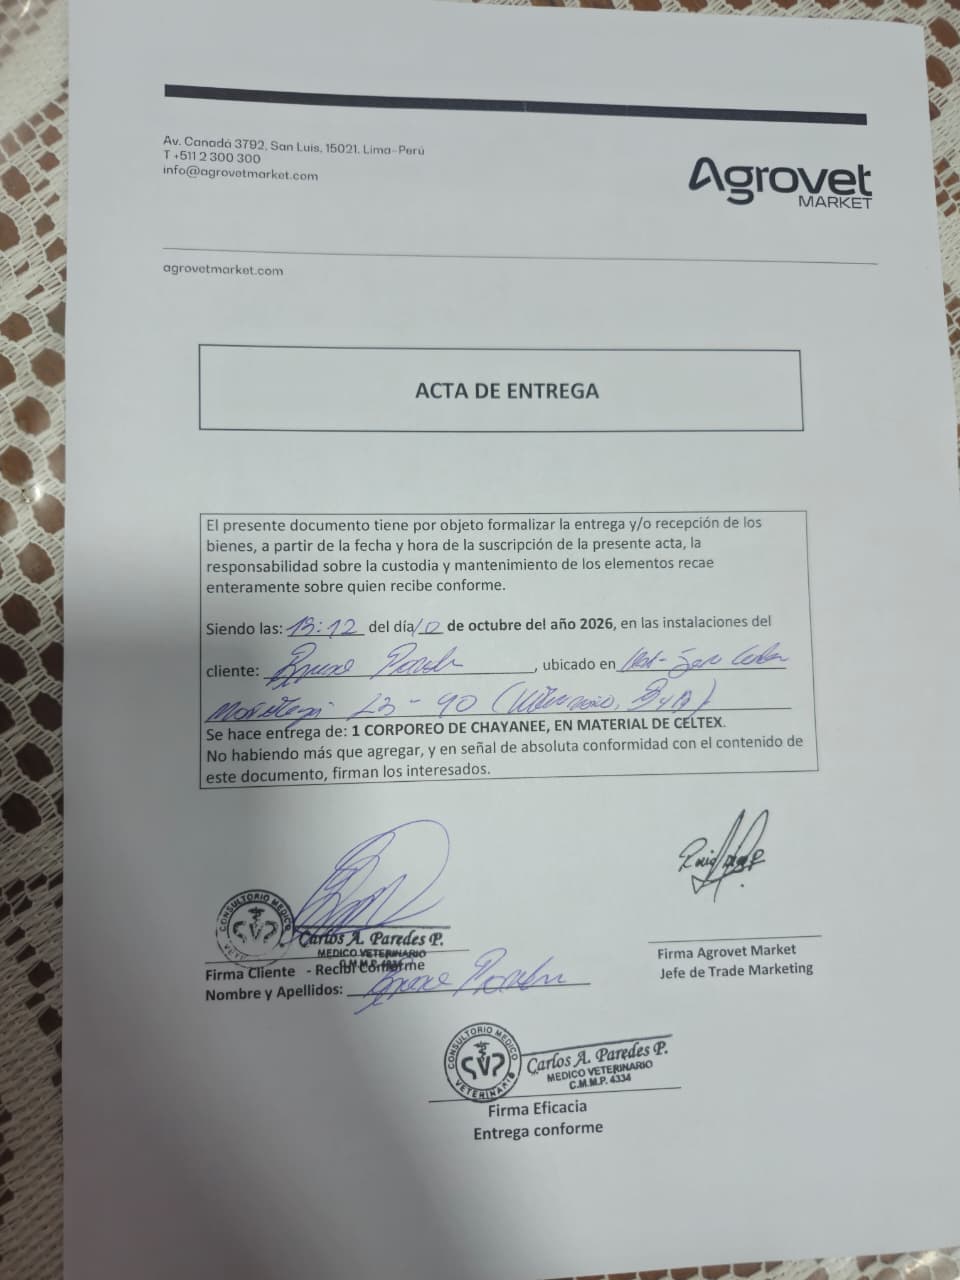 Av. Canadá 3792, San Luis, 15021, Lima-Perú
T +511 2 300 300
info@agrovetmarket.com
Agrovet
MARKET
agrovetmarket.com
ACTA DE ENTREGA
El presente documento tiene por objeto formalizar la entrega y/o recepción de los
bienes, a partir de la fecha y hora de la suscripción de la presente acta, la
responsabilidad sobre la custodia y mantenimiento de los elementos recae
enteramente sobre quien recibe conforme.
Siendo las: 13:12 del día 10 de octubre del año 2026, en las instalaciones del
cliente: , ubicado en
23-90
Se hace entrega de: 1 CORPOREO DE CHAYANEE, EN MATERIAL DE CELTEX.
No habiendo más que agregar, y en señal de absoluta conformidad con el contenido de
este documento, firman los interesados.
CONSULTORIO MEDICO
Carlos A. Paredes P.
MEDICO VETERINARIO
Firma Cliente - Recibí Conforme
Nombre y Apellidos:
Firma Agrovet Market
Jefe de Trade Marketing
CONSULTORIO MEDICO VETERINARIO
Carlos A. Paredes P.
MEDICO VETERINARIO
C.M.M.P. 4334
Firma Eficacia
Entrega conforme